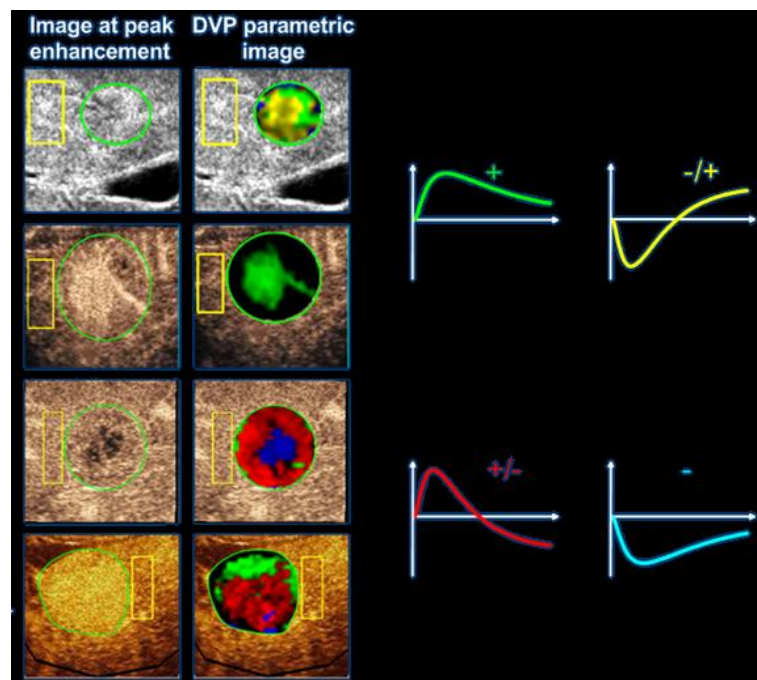 Image at peak
enhancement
DVP parametric
image
+
-/+
+/-
-